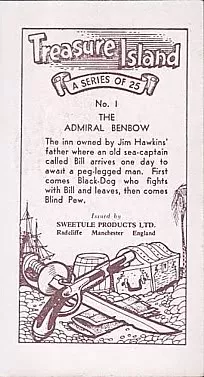 Treasure Island
A SERIES OF 25
No. 1
THE
ADMIRAL BENBOW
The inn owned by Jim Hawkins'
father where an old sea-captain
called Bill arrives one day to
await a peg-legged man. First
comes Black-Dog who fights
with Bill and leaves, then comes
Blind Pew.
Issued by
SWEETULE PRODUCTS LTD.
Radcliffe Manchester England